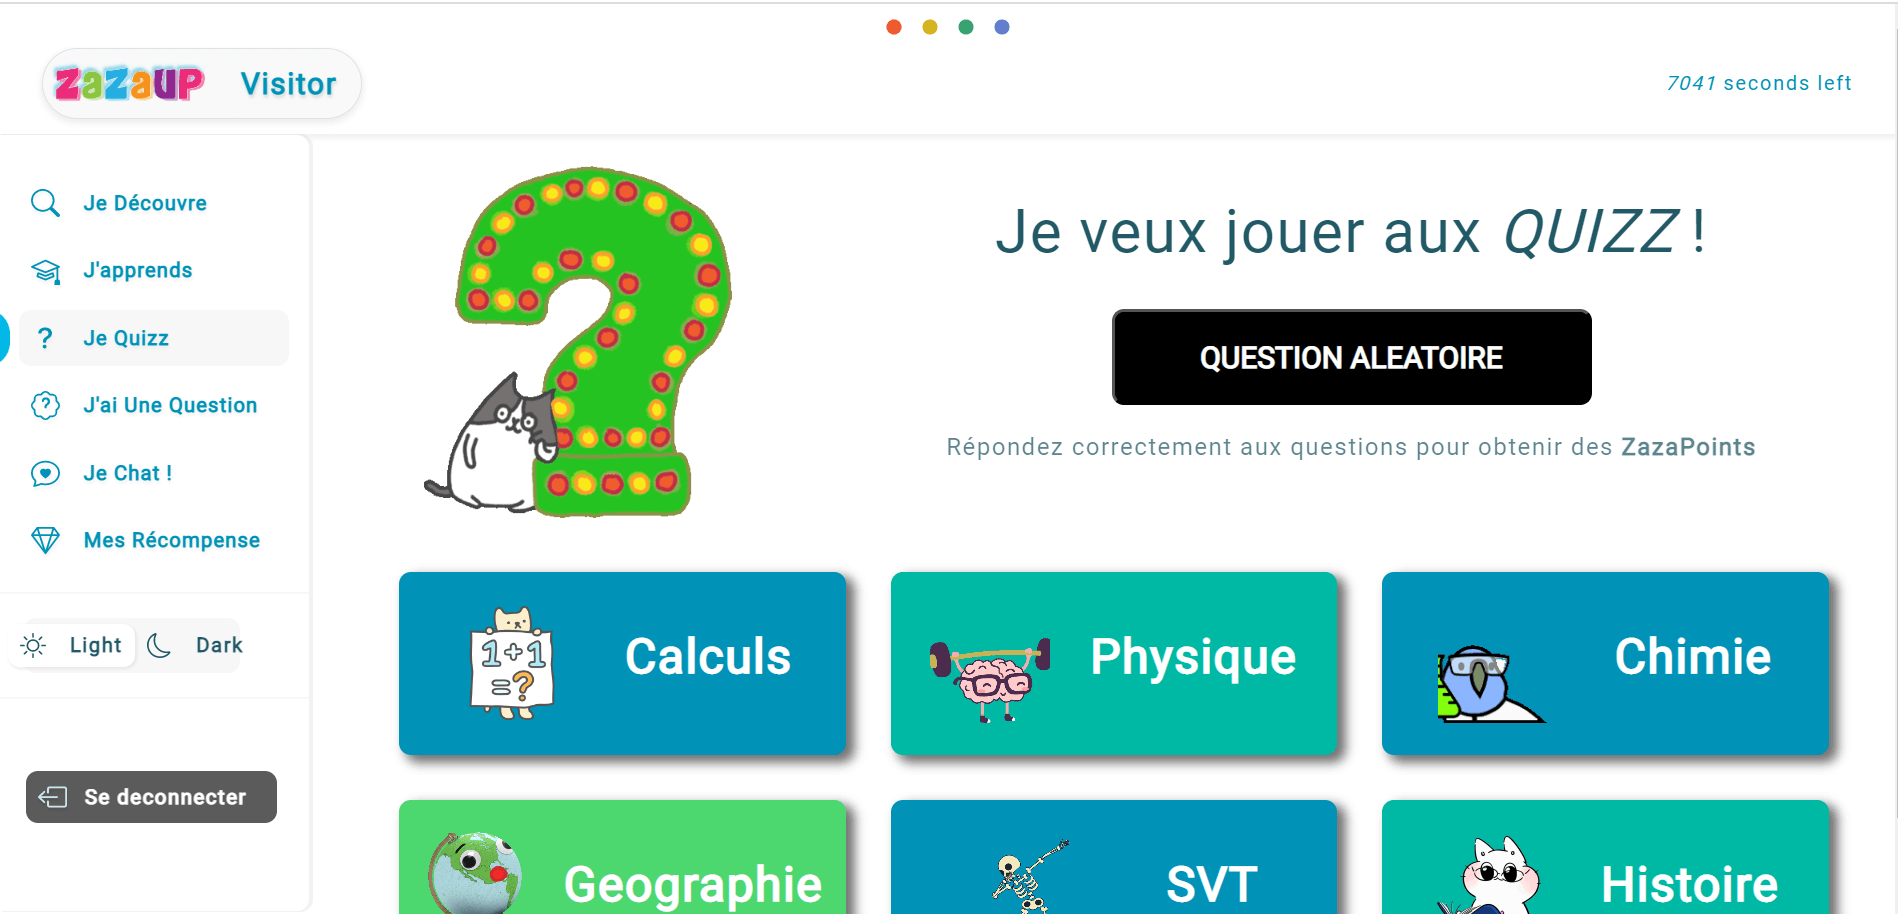 zazaUP Visitor
7041 seconds left
Je Découvre
J'apprends
? Je Quizz
? J'ai Une Question
Je Chat !
Mes Récompense
Light Dark
Se deconnecter
Je veux jouer aux QUIZZ !
QUESTION ALEATOIRE
Répondez correctement aux questions pour obtenir des ZazaPoints
1+1
=?
Calculs
Physique
Chimie
Geographie
SVT
Histoire